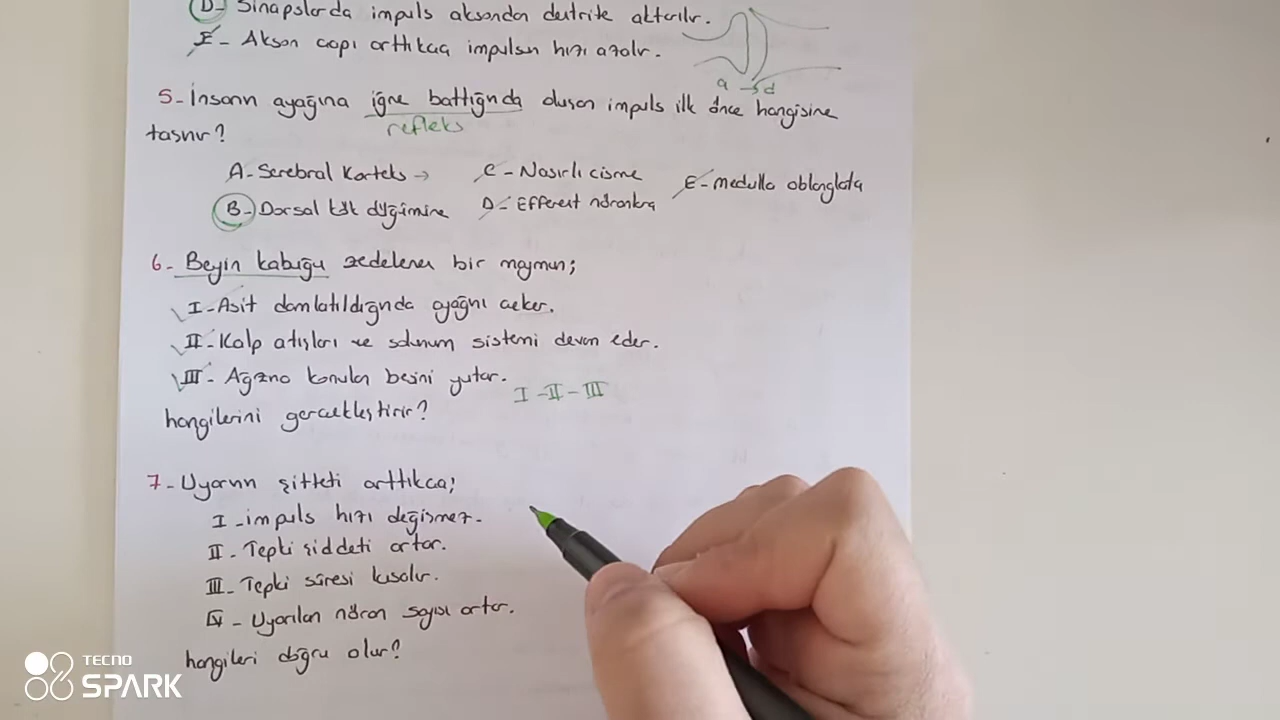 D- Sinapslarda impuls aksondan dentrite aktarılır.
E- Akson çapı arttıkça impulsun hızı azalır.
a → d
5- İnsanın ayağına iğne battığında duyan impuls ilk önce hangisine
taşınır?
refleks
A- Serebral Korteks →
C- Nasırlı cisme
E- medulla oblongata
B- Dorsal kök düğümüne
D- Efferent nöronlara
6- Beyin kabuğu zedelenen bir maymun;
I- Asit damlatıldığında ayağını çeker.
II- Kalp atışları ve solunum sistemi devam eder.
III- Ağzına konulan besini yutar.
I-II-III
hangilerini gerçekleştirir?
7- Uyarının şitteti arttıkça;
I- impuls hızı değişmez.
II- Tepki şiddeti artar.
III- Tepki süresi kısalır.
IV- Uyarılan nöron sayısı artar.
hangileri doğru olur?
TECNO
SPARK